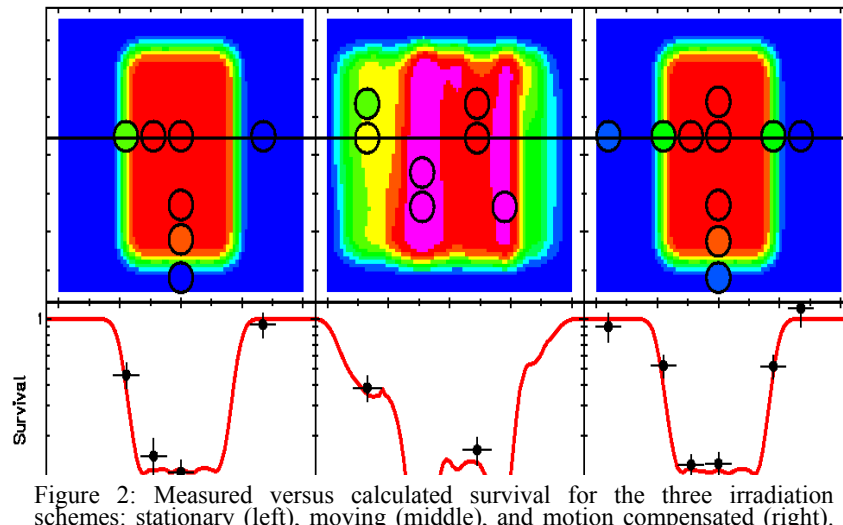 1
Survival
Figure 2: Measured versus calculated survival for the three irradiation
schemes: stationary (left), moving (middle), and motion compensated (right).